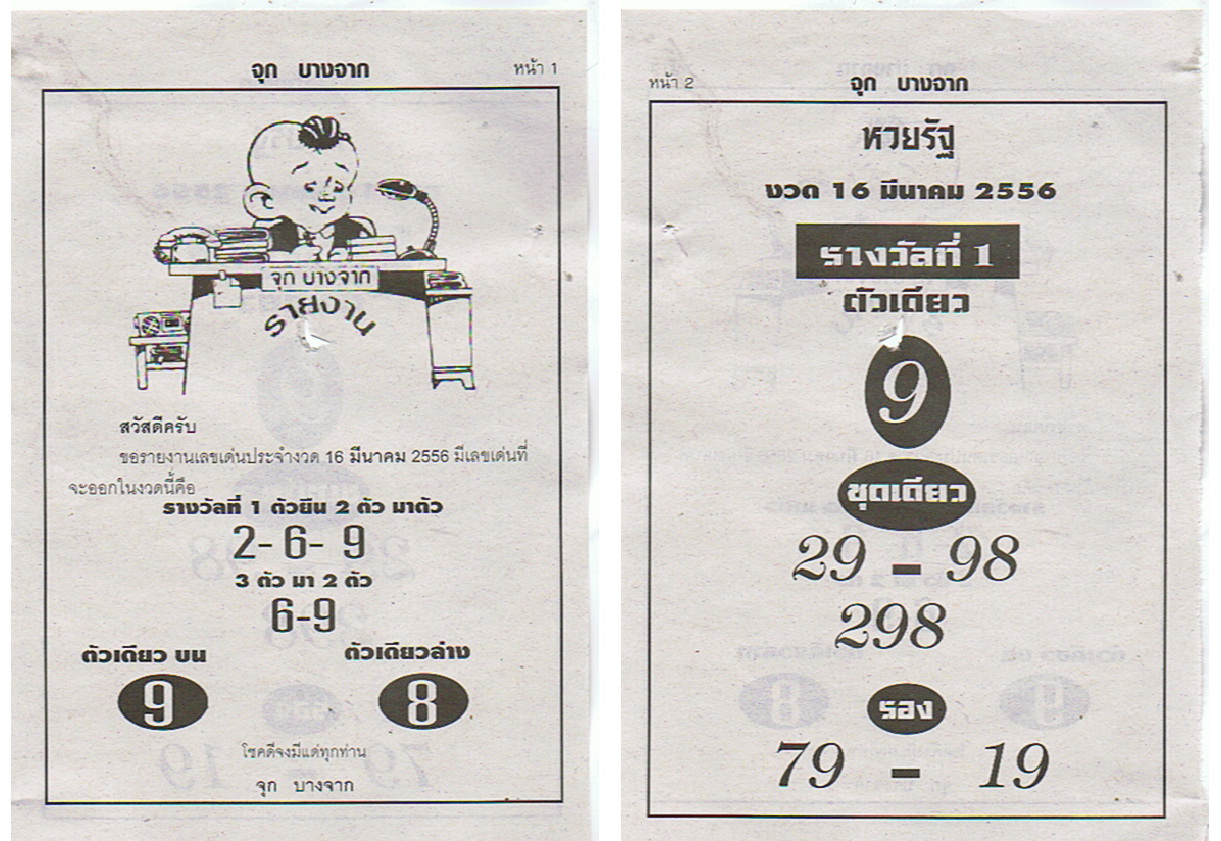 จุก บางจาก
หน้า 1
จุก บางจาก
รายงาน
สวัสดีครับ
ขอรายงานเลขเด่นประจำงวด 16 มีนาคม 2556 มีเลขเด่นที่
จะออกในงวดนี้คือ
รางวัลที่ 1 ตัวยืน 2 ตัว มาตัว
2- 6- 9
3 ตัว มา 2 ตัว
6-9
ตัวเดียว บน
ตัวเดียวล่าง
9
8
โชคดีจงมีแด่ทุกท่าน
จุก บางจาก
หน้า 2
จุก บางจาก
หวยรัฐ
งวด 16 มีนาคม 2556
รางวัลที่ 1
ตัวเดียว
9
ชุดเดียว
29 - 98
298
รอง
79 - 19